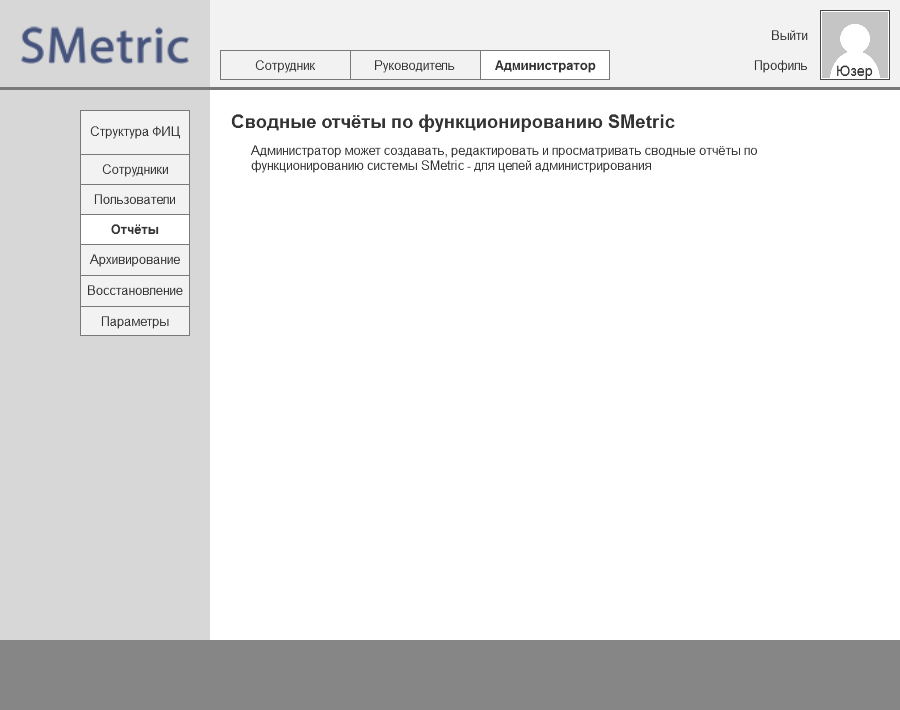 SMetric
Выйти
Профиль
Юзер
Сотрудник
Руководитель
Администратор
Структура ФИЦ
Сотрудники
Пользователи
Отчёты
Архивирование
Восстановление
Параметры
Сводные отчёты по функционированию SMetric
Администратор может создавать, редактировать и просматривать сводные отчёты по
функционированию системы SMetric - для целей администрирования